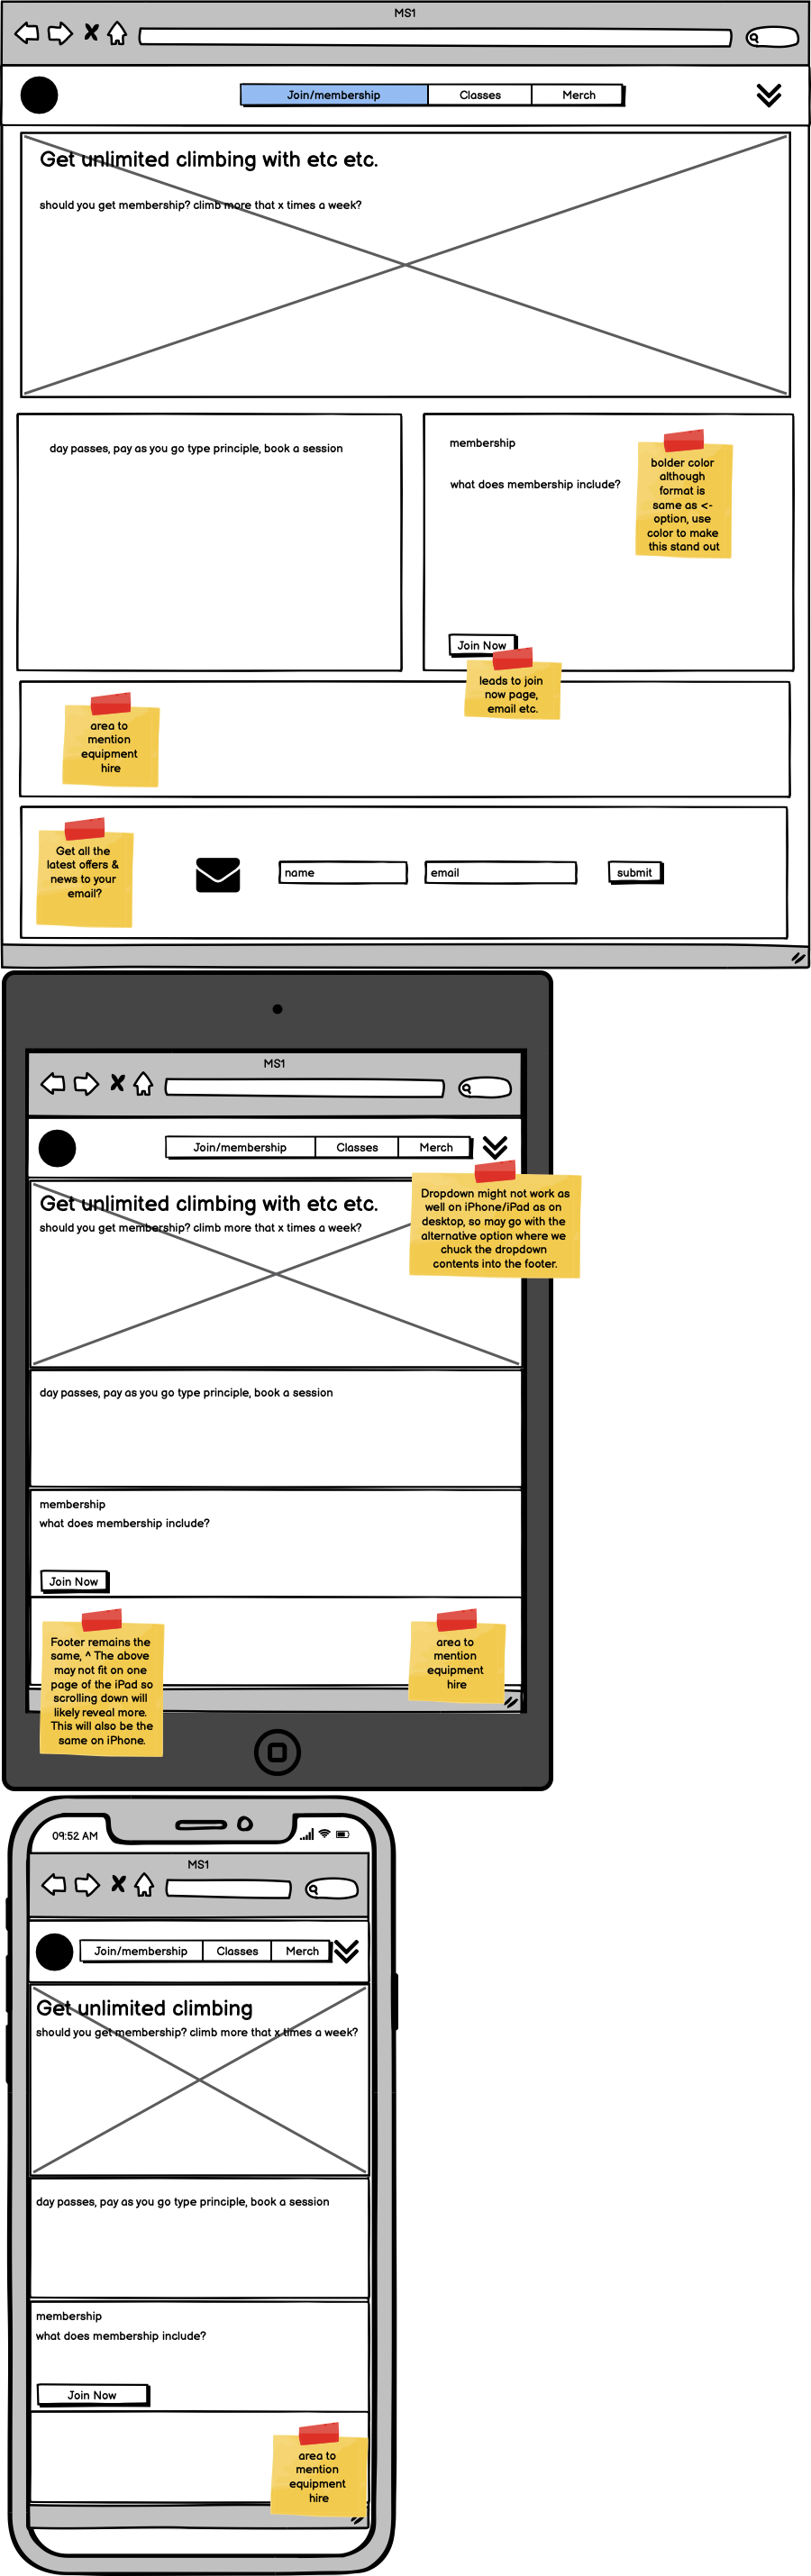 MS1
Join/membership
Classes
Merch
Get unlimited climbing with etc etc.
should you get membership? climb more that x times a week?
day passes, pay as you go type principle, book a session
membership
what does membership include?
bolder color
although
format is
same as <-
option, use
color to make
this stand out
Join Now
leads to join
now page,
email etc.
area to
mention
equipment
hire
Get all the
latest offers &
news to your
email?
name
email
submit
MS1
Join/membership
Classes
Merch
Get unlimited climbing with etc etc.
should you get membership? climb more that x times a week?
Dropdown might not work as
well on iPhone/iPad as on
desktop, so may go with the
alternative option where we
chuck the dropdown
contents into the footer.
day passes, pay as you go type principle, book a session
membership
what does membership include?
Join Now
Footer remains the
same, ^ The above
may not fit on one
page of the iPad so
scrolling down will
likely reveal more.
This will also be the
same on iPhone.
area to
mention
equipment
hire
09:52 AM
MS1
Join/membership
Classes
Merch
Get unlimited climbing
should you get membership? climb more that x times a week?
day passes, pay as you go type principle, book a session
membership
what does membership include?
Join Now
area to
mention
equipment
hire